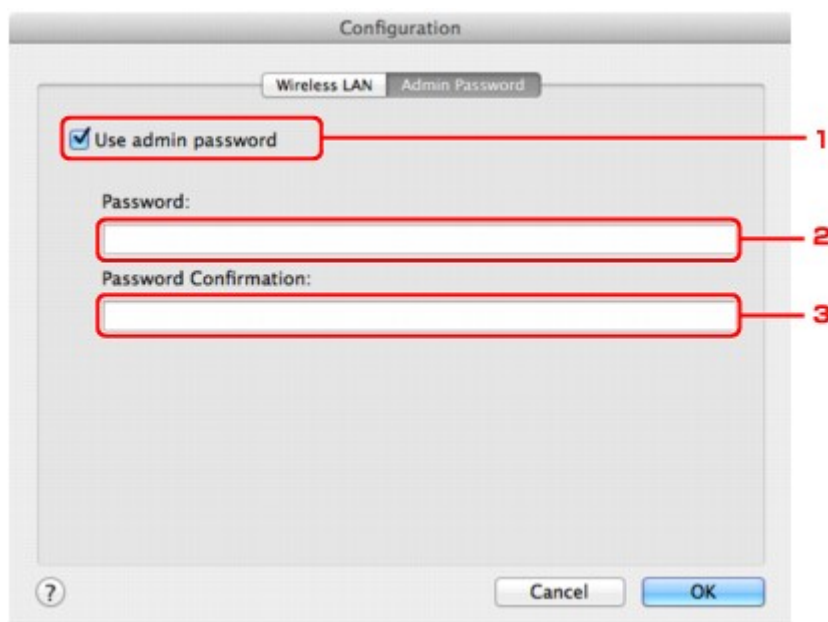 Configuration
Wireless LAN
Admin Password
Use admin password
1
Password:
2
Password Confirmation:
3
?
Cancel
OK